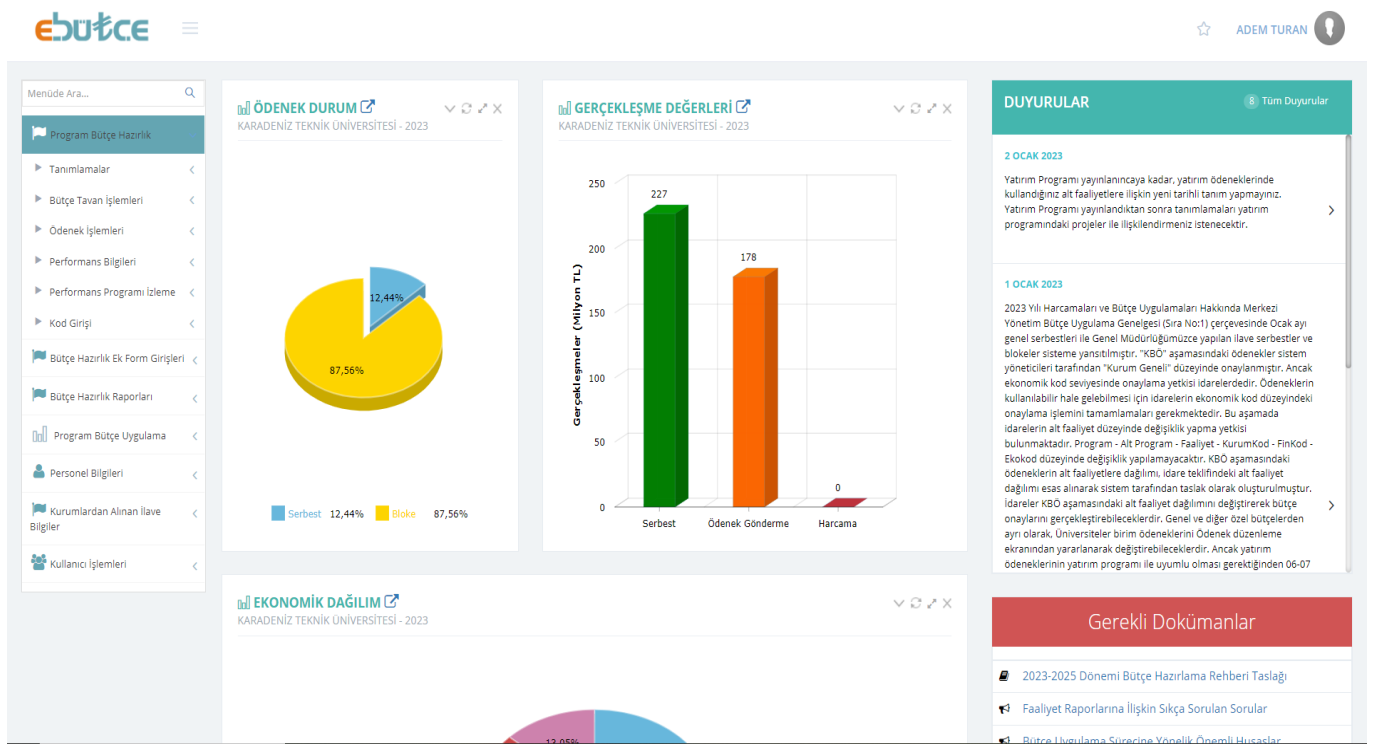 ebütçe
ADEM TURAN
Menüde Ara...
Program Bütçe Hazırlık
Tanımlamalar
Bütçe Tavan İşlemleri
Ödenek İşlemleri
Performans Bilgileri
Performans Programı İzleme
Kod Girişi
Bütçe Hazırlık Ek Form Girişleri
Bütçe Hazırlık Raporları
Program Bütçe Uygulama
Personel Bilgileri
Kurumlardan Alınan İlave
Bilgiler
Kullanıcı İşlemleri
ÖDENEK DURUM
KARADENİZ TEKNİK ÜNİVERSİTESİ - 2023
12,44%
87,56%
Serbest 12,44% Bloke 87,56%
GERÇEKLEŞME DEĞERLERİ
KARADENİZ TEKNİK ÜNİVERSİTESİ - 2023
Gerçekleşmeler (Milyon TL)
250
200
150
100
50
0
227
178
0
Serbest Ödenek Gönderme Harcama
EKONOMİK DAĞILIM
KARADENİZ TEKNİK ÜNİVERSİTESİ - 2023
13,05%
DUYURULAR
8 Tüm Duyurular
2 OCAK 2023
Yatırım Programı yayınlanıncaya kadar, yatırım ödeneklerinde
kullandığınız alt faaliyetlere ilişkin yeni tarihli tanım yapmayınız.
Yatırım Programı yayınlandıktan sonra tanımlamaları yatırım
programındaki projeler ile ilişkilendirmeniz istenecektir.
1 OCAK 2023
2023 Yılı Harcamaları ve Bütçe Uygulamaları Hakkında Merkezi
Yönetim Bütçe Uygulama Genelgesi (Sıra No:1) çerçevesinde Ocak ayı
genel serbestleri ile Genel Müdürlüğümüzce yapılan ilave serbestler ve
blokeler sisteme yansıtılmıştır. "KBÖ" aşamasındaki ödenekler sistem
yöneticileri tarafından "Kurum Geneli" düzeyinde onaylanmıştır. Ancak
ekonomik kod seviyesinde onaylama yetkisi idarelerdedir. Ödeneklerin
kullanılabilir hale gelebilmesi için idarelerin ekonomik kod düzeyindeki
onaylama işlemini tamamlamaları gerekmektedir. Bu aşamada
idarelerin alt faaliyet düzeyinde değişiklik yapma yetkisi
bulunmaktadır. Program - Alt Program - Faaliyet - KurumKod - FinKod -
Ekokod düzeyinde değişiklik yapılamayacaktır. KBÖ aşamasındaki
ödeneklerin alt faaliyetlere dağılımı, idare teklifindeki alt faaliyet
dağılımı esas alınarak sistem tarafından taslak olarak oluşturulmuştur.
İdareler KBÖ aşamasındaki alt faaliyet dağılımını değiştirerek bütçe
onaylarını gerçekleştirebileceklerdir. Genel ve diğer özel bütçelerden
ayrı olarak, Üniversiteler birim ödeneklerini Ödenek düzenleme
ekranından yararlanarak değiştirebileceklerdir. Ancak yatırım
ödeneklerinin yatırım programı ile uyumlu olması gerektiğinden 06-07
Gerekli Dokümanlar
2023-2025 Dönemi Bütçe Hazırlama Rehberi Taslağı
Faaliyet Raporlarına İlişkin Sıkça Sorulan Sorular
Bütçe Uygulama Sürecine Yönelik Önemli Hususlar